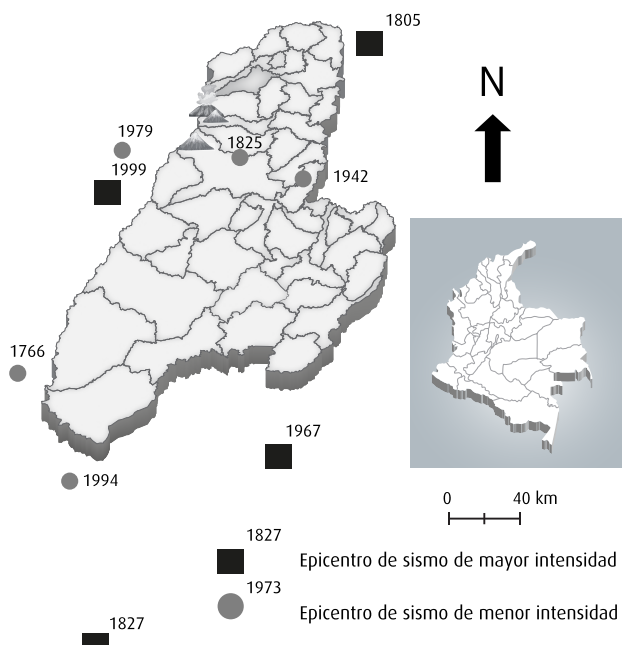 1805
N
1979
1825
1999
1942
1766
1967
1994
0 40 km
1827
Epicentro de sismo de mayor intensidad
1973
Epicentro de sismo de menor intensidad
1827